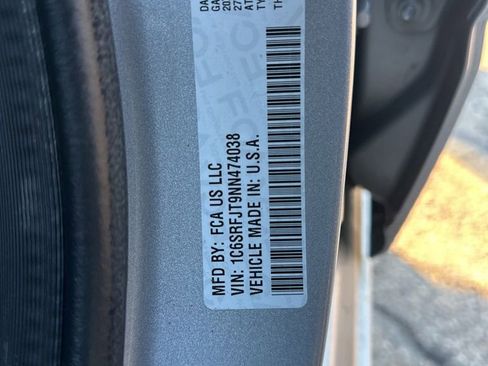 MFD BY: FCA US LLC
VIN: 1C6SRFJT9NN474038
VEHICLE MADE IN: U.S.A.